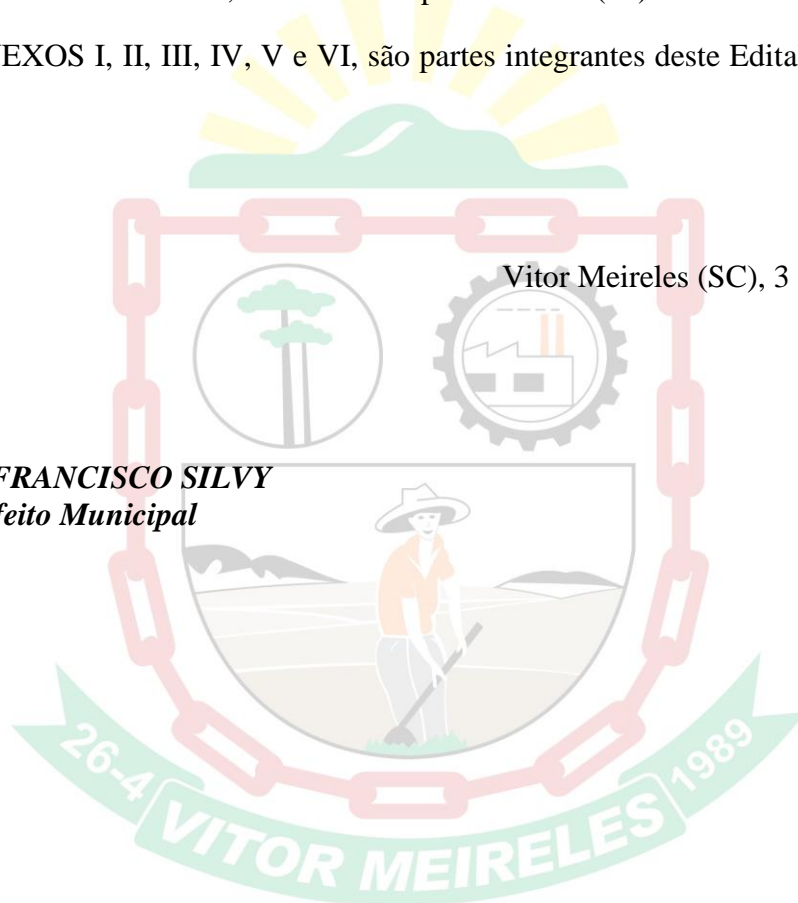 EXOS I, II, III, IV, V e VI, são partes integrantes deste Edita
Vitor Meireles (SC), 3
FRANCISCO SILVY
feito Municipal
26-4 VITOR MEIRELES 1989